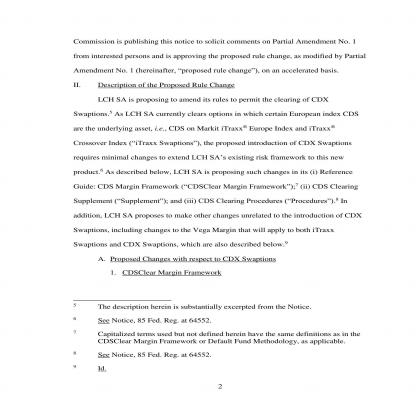 Commission is publishing this notice to solicit comments on Partial Amendment No. 1
from interested persons and is approving the proposed rule change, as modified by Partial
Amendment No. 1 (hereinafter, “proposed rule change”), on an accelerated basis.
II. Description of the Proposed Rule Change
LCH SA is proposing to amend its rules to permit the clearing of CDX
Swaptions.5 As LCH SA currently clears options in which certain European index CDS
are the underlying asset, i.e., CDS on Markit iTraxx® Europe Index and iTraxx®
Crossover Index (“iTraxx Swaptions”), the proposed introduction of CDX Swaptions
requires minimal changes to extend LCH SA’s existing risk framework to this new
product.6 As described below, LCH SA is proposing such changes in its (i) Reference
Guide: CDS Margin Framework (“CDSClear Margin Framework”);7 (ii) CDS Clearing
Supplement (“Supplement”); and (iii) CDS Clearing Procedures (“Procedures”).8 In
addition, LCH SA proposes to make other changes unrelated to the introduction of CDX
Swaptions, including changes to the Vega Margin that will apply to both iTraxx
Swaptions and CDX Swaptions, which are also described below.9
A. Proposed Changes with respect to CDX Swaptions
1. CDSClear Margin Framework
5 The description herein is substantially excerpted from the Notice.
6 See Notice, 85 Fed. Reg. at 64552.
7 Capitalized terms used but not defined herein have the same definitions as in the
CDSClear Margin Framework or Default Fund Methodology, as applicable.
8 See Notice, 85 Fed. Reg. at 64552.
9 Id.
2